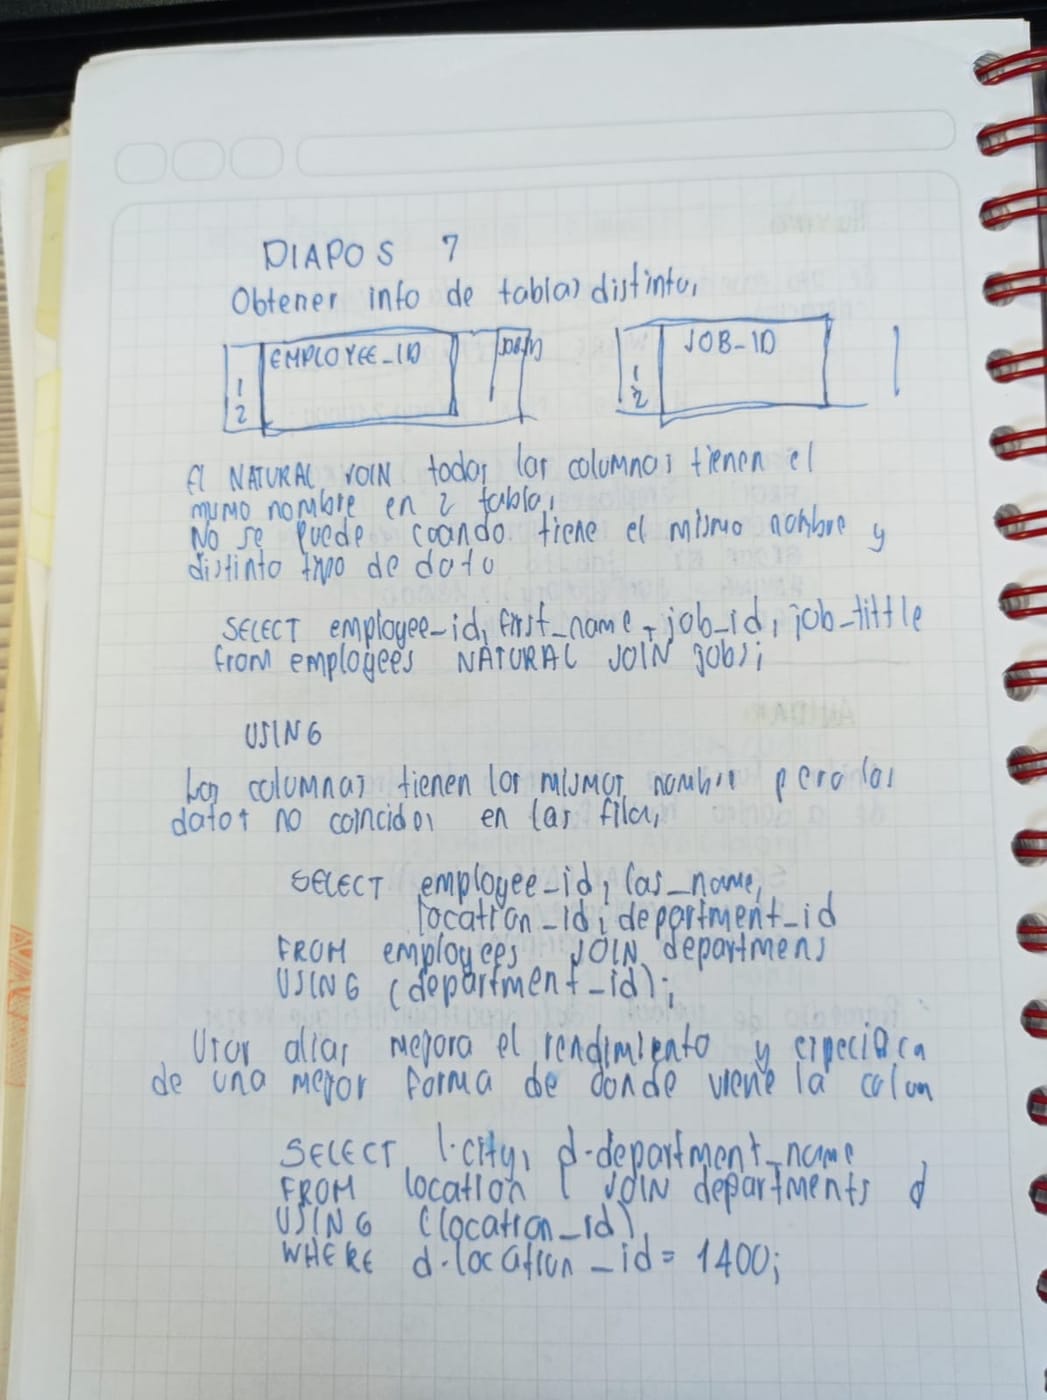 DIAPOS 7
Obtener info de tablas distintas
EMPLOYEE_ID
JOB_ID
1
2
1
2
El NATURAL JOIN todas las columnas tienen el
mismo nombre en 2 tablas
No se puede cuando tiene el mismo nombre y
distinto tipo de dato
SELECT employee_id, first_name, job_id, job_tittle
from employees NATURAL JOIN jobs;
USING
Las columnas tienen los mismos nombres pero los
datos no coinciden en las filas
SELECT employee_id, las_name,
location_id, department_id
FROM employees JOIN departmens
USING (department_id);
Usar alias mejora el rendimiento y especifica
de una mejor forma de donde viene la colum
SELECT l.city, d.department_name
FROM location l JOIN departments d
USING (location_id)
WHERE d.location_id = 1400;